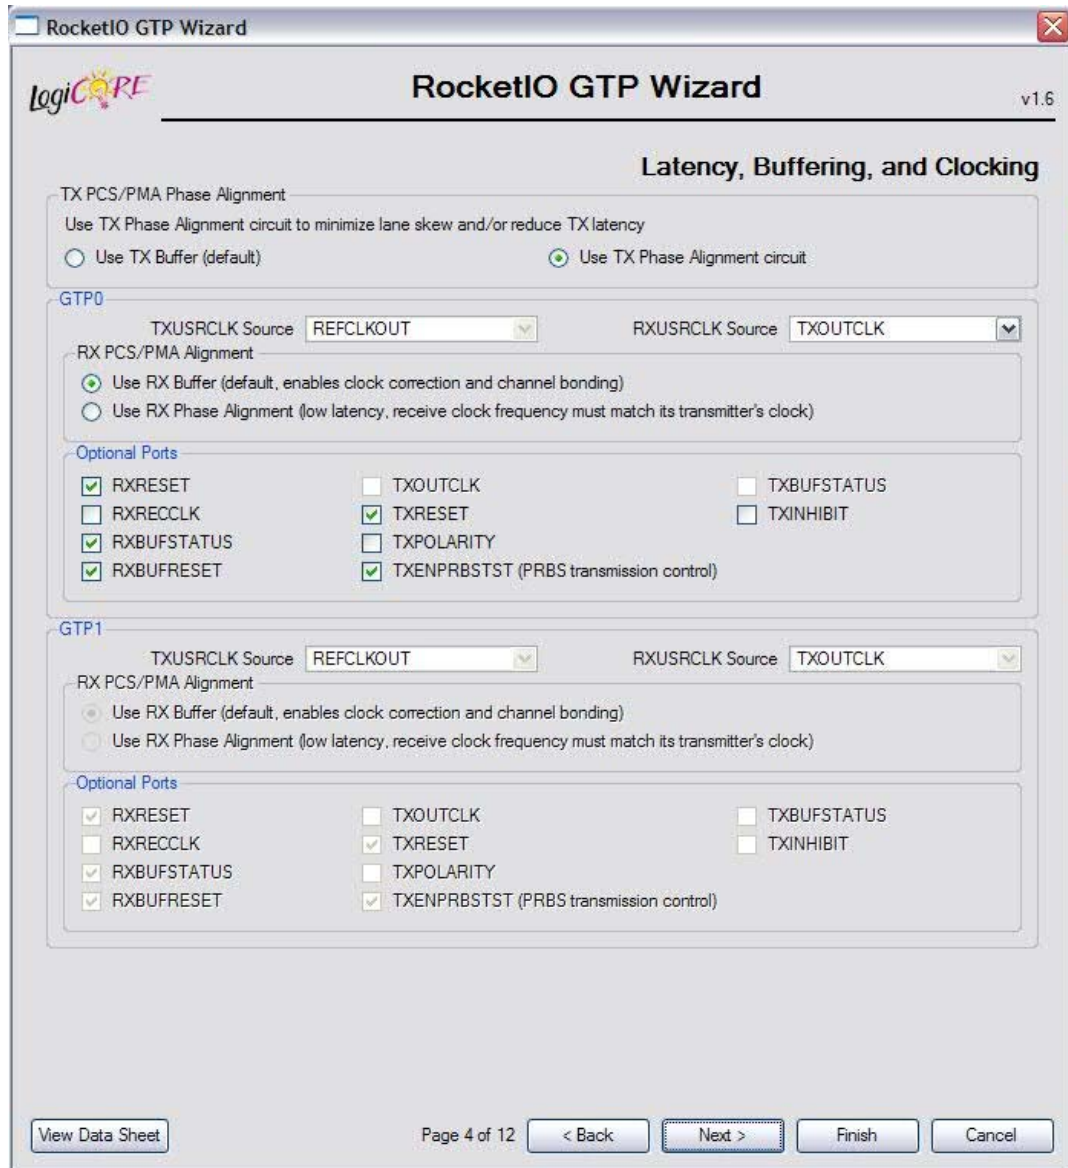 RocketIO GTP Wizard
LogiCORE
RocketIO GTP Wizard
v1.6
Latency, Buffering, and Clocking
TX PCS/PMA Phase Alignment
Use TX Phase Alignment circuit to minimize lane skew and/or reduce TX latency
Use TX Buffer (default) Use TX Phase Alignment circuit
GTP0
TXUSRCLK Source REFCLKOUT RXUSRCLK Source TXOUTCLK
RX PCS/PMA Alignment
Use RX Buffer (default, enables clock correction and channel bonding)
Use RX Phase Alignment (low latency, receive clock frequency must match its transmitter's clock)
Optional Ports
RXRESET TXOUTCLK TXBUFSTATUS
RXRECCLK TXRESET TXINHIBIT
RXBUFSTATUS TXPOLARITY
RXBUFRESET TXENPRBSTST (PRBS transmission control)
GTP1
TXUSRCLK Source REFCLKOUT RXUSRCLK Source TXOUTCLK
RX PCS/PMA Alignment
Use RX Buffer (default, enables clock correction and channel bonding)
Use RX Phase Alignment (low latency, receive clock frequency must match its transmitter's clock)
Optional Ports
RXRESET TXOUTCLK TXBUFSTATUS
RXRECCLK TXRESET TXINHIBIT
RXBUFSTATUS TXPOLARITY
RXBUFRESET TXENPRBSTST (PRBS transmission control)
View Data Sheet Page 4 of 12 < Back Next > Finish Cancel